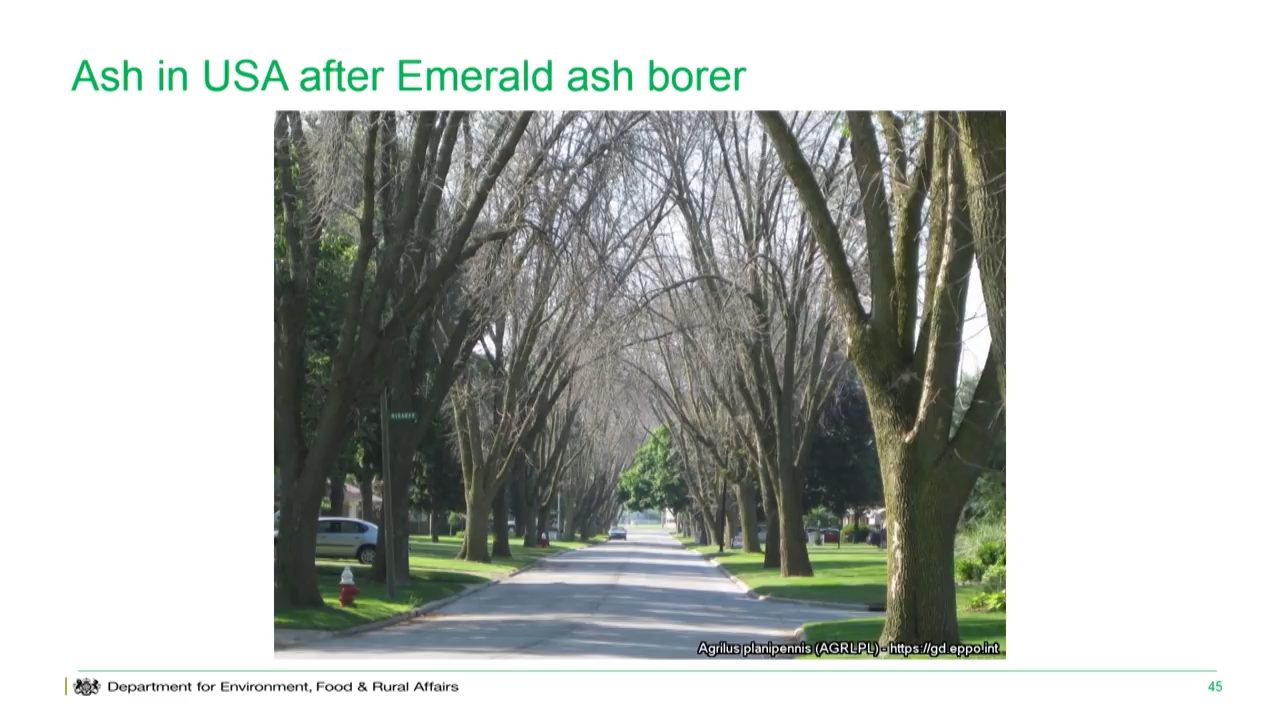 Ash in USA after Emerald ash borer
Agrilus planipennis (AGRLPL) - https://gd.eppo.int
Department for Environment, Food & Rural Affairs
45